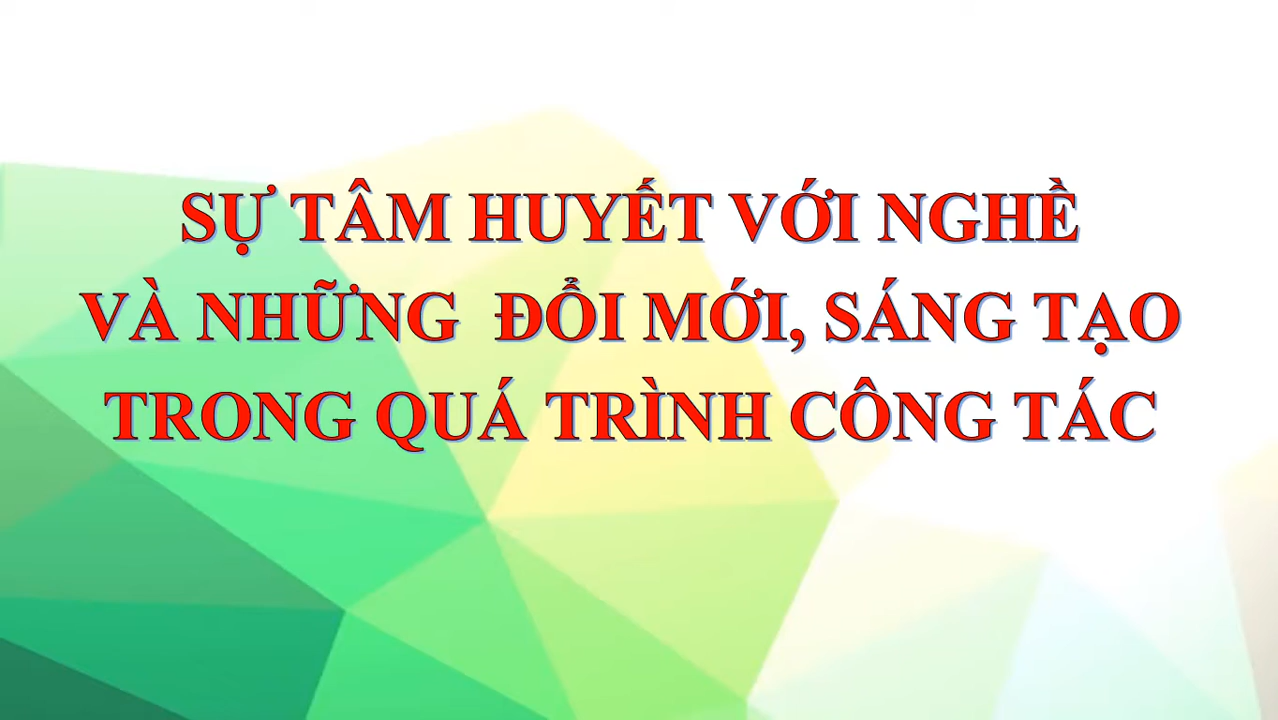 SỰ TÂM HUYẾT VỚI NGHỀ
VÀ NHỮNG ĐỔI MỚI, SÁNG TẠO
TRONG QUÁ TRÌNH CÔNG TÁC